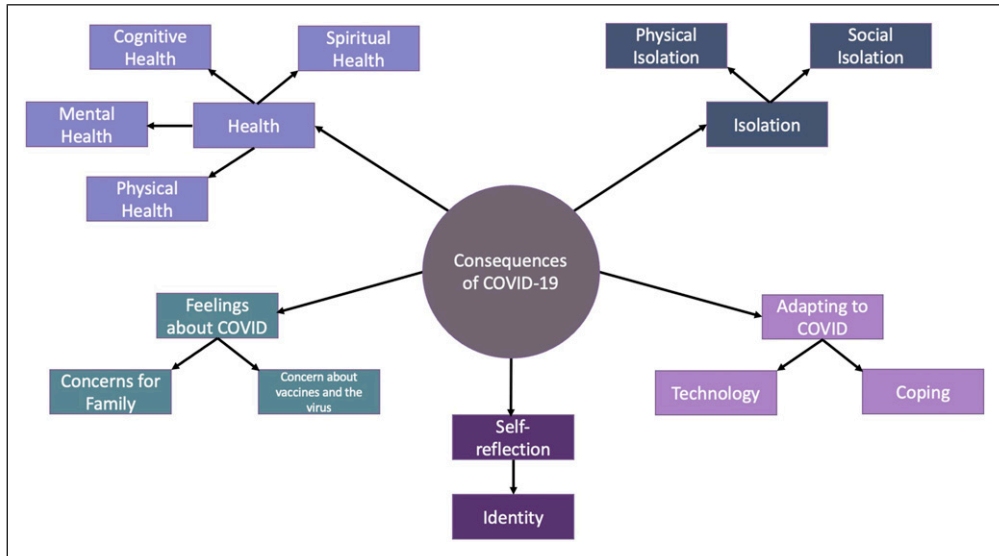 Cognitive
Health
Spiritual
Health
Mental
Health
Health
Physical
Health
Physical
Isolation
Social
Isolation
Isolation
Consequences
of COVID-19
Feelings
about COVID
Concerns for
Family
Concern about
vaccines and the
virus
Adapting to
COVID
Technology
Coping
Self-
reflection
Identity